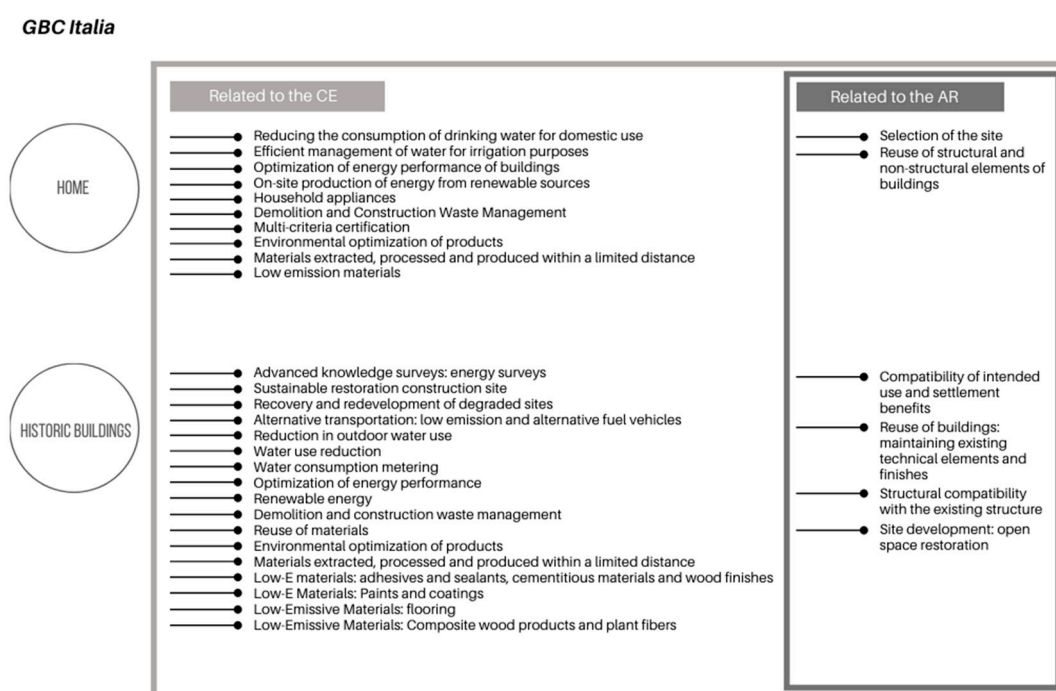 GBC Italia
Related to the CE
HOME
Reducing the consumption of drinking water for domestic use
Efficient management of water for irrigation purposes
Optimization of energy performance of buildings
On-site production of energy from renewable sources
Household appliances
Demolition and Construction Waste Management
Multi-criteria certification
Environmental optimization of products
Materials extracted, processed and produced within a limited distance
Low emission materials
Related to the AR
Selection of the site
Reuse of structural and
non-structural elements of
buildings
HISTORIC BUILDINGS
Advanced knowledge surveys: energy surveys
Sustainable restoration construction site
Recovery and redevelopment of degraded sites
Alternative transportation: low emission and alternative fuel vehicles
Reduction in outdoor water use
Water use reduction
Water consumption metering
Optimization of energy performance
Renewable energy
Demolition and construction waste management
Reuse of materials
Environmental optimization of products
Materials extracted, processed and produced within a limited distance
Low-E materials: adhesives and sealants, cementitious materials and wood finishes
Low-E Materials: Paints and coatings
Low-Emissive Materials: flooring
Low-Emissive Materials: Composite wood products and plant fibers
Compatibility of intended
use and settlement
benefits
Reuse of buildings:
maintaining existing
technical elements and
finishes
Structural compatibility
with the existing structure
Site development: open
space restoration